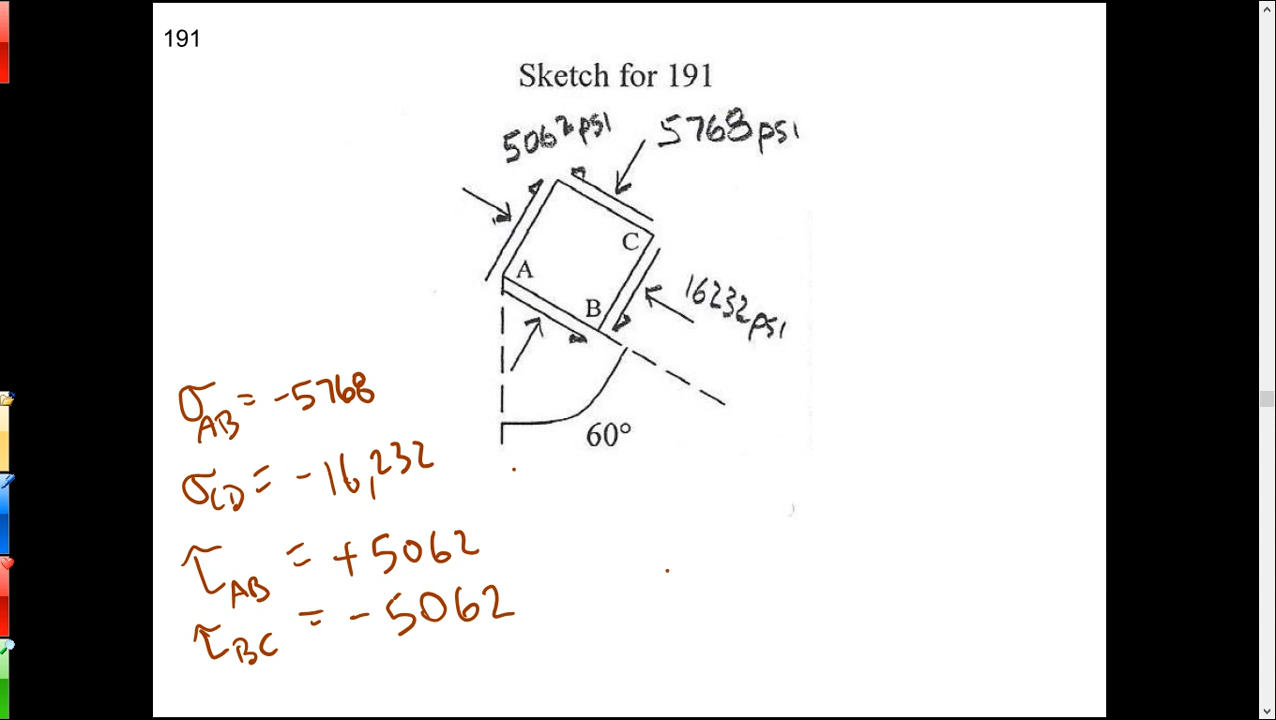 191
Sketch for 191
5062 psi
5768 psi
A
C
B
16232 psi
60°
σAB = -5768
σCD = -16,232
τAB = +5062
τBC = -5062